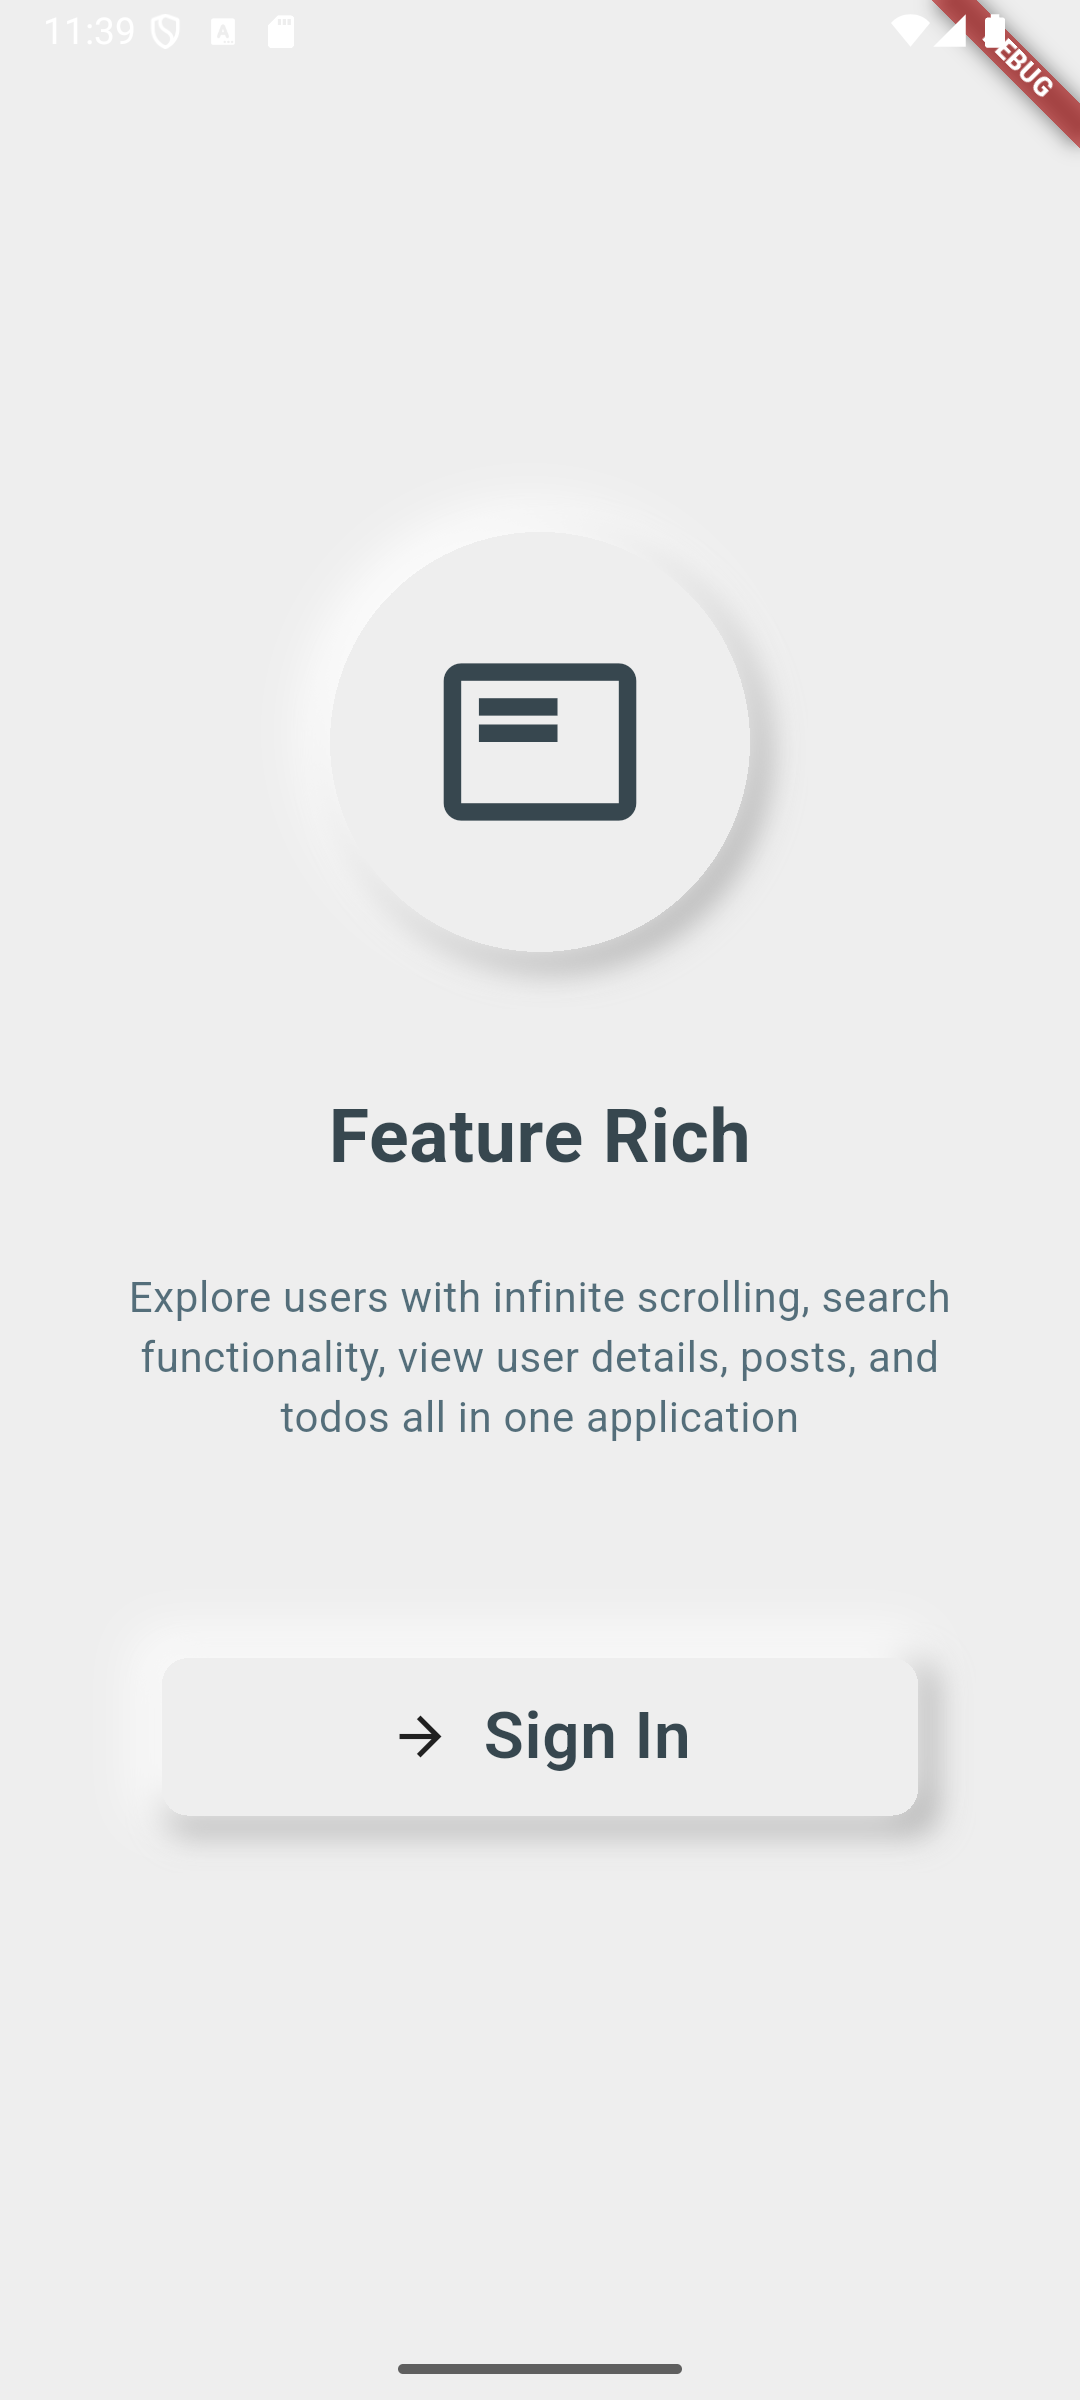 11:39
EBUG
Feature Rich
Explore users with infinite scrolling, search
functionality, view user details, posts, and
todos all in one application
Sign In